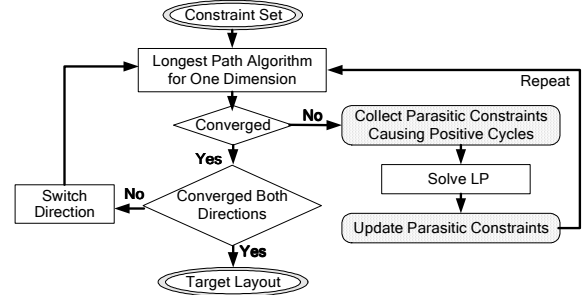 Constraint Set
Longest Path Algorithm
for One Dimension
Repeat
Converged
No
Collect Parasitic Constraints
Causing Positive Cycles
Yes
Solve LP
Switch
Direction
No
Converged Both
Directions
Update Parasitic Constraints
Yes
Target Layout